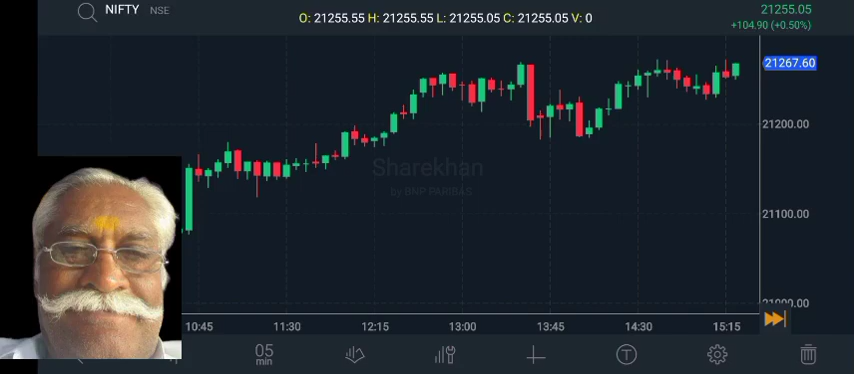 NIFTY NSE
O: 21255.55 H: 21255.55 L: 21255.05 C: 21255.05 V: 0
21255.05
+104.90 (+0.50%)
21267.60
21200.00
Sharekhan
by BNP PARIBAS
21100.00
21000.00
10:45 11:30 12:15 13:00 13:45 14:30 15:15
05
min
T